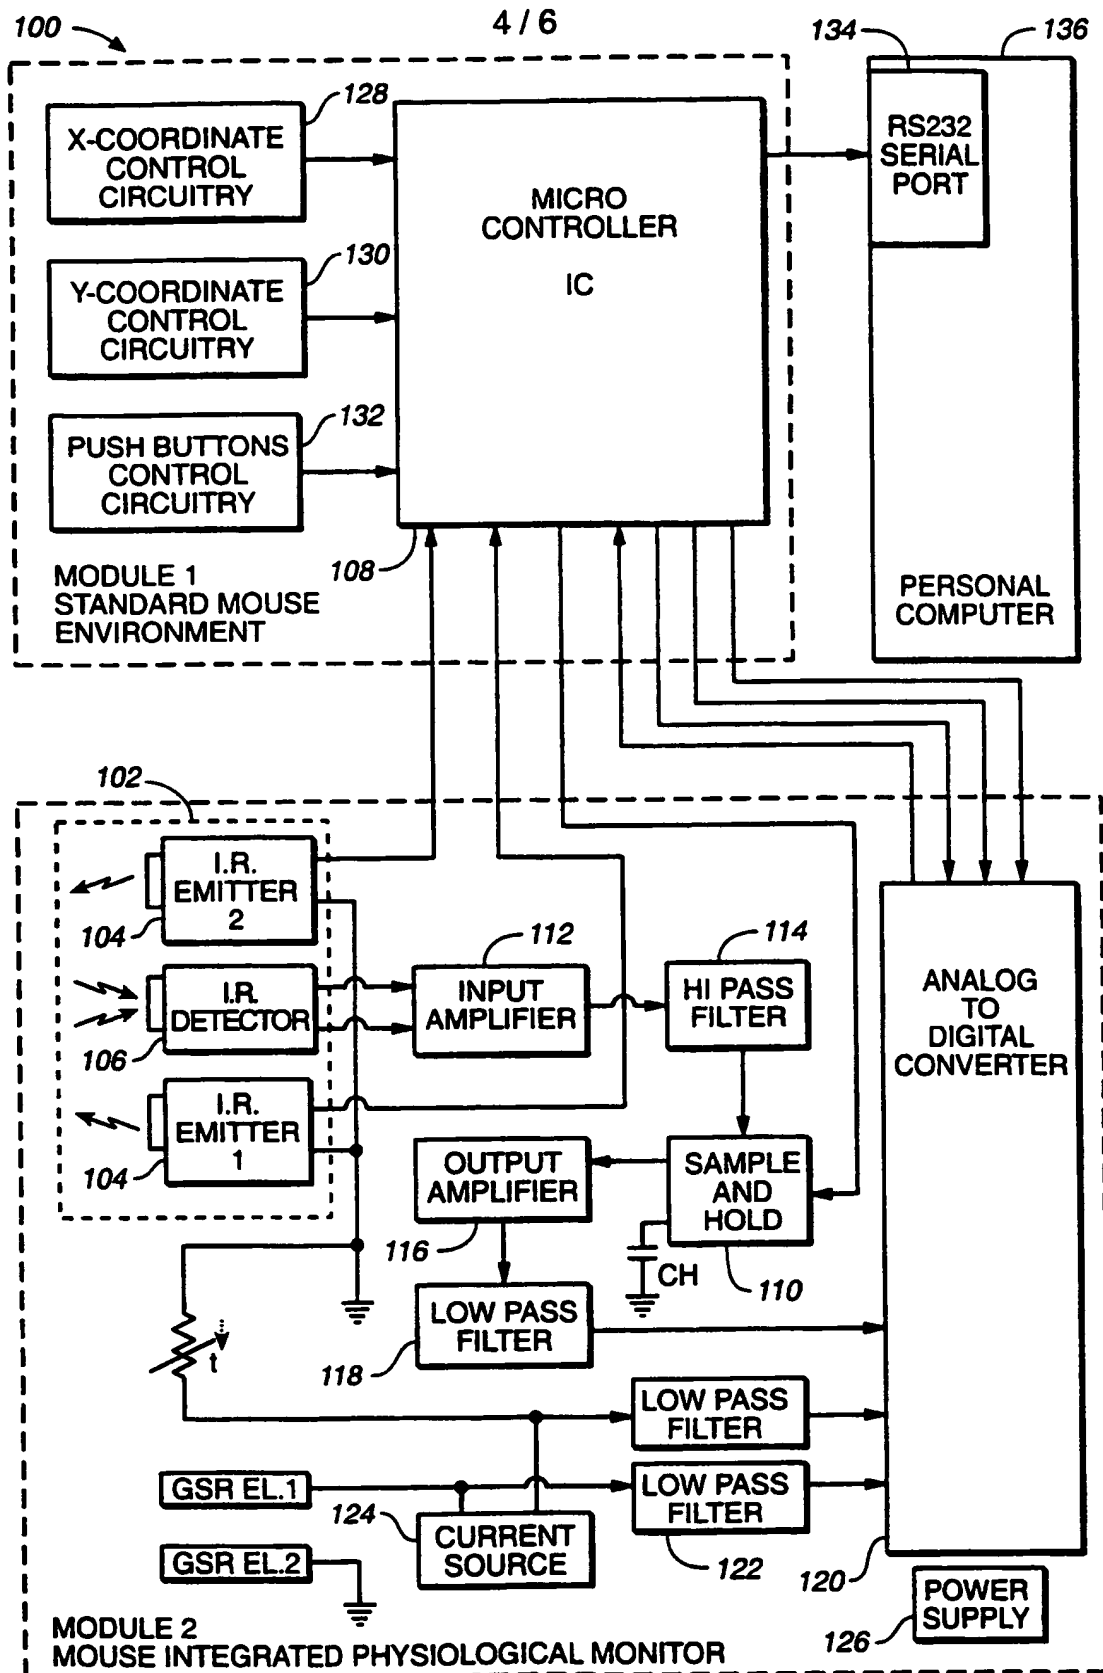 100
4 / 6
134
136
128
X-COORDINATE
CONTROL
CIRCUITRY
MICRO
CONTROLLER
IC
RS232
SERIAL
PORT
130
Y-COORDINATE
CONTROL
CIRCUITRY
132
PUSH BUTTONS
CONTROL
CIRCUITRY
108
MODULE 1
STANDARD MOUSE
ENVIRONMENT
PERSONAL
COMPUTER
102
I.R.
EMITTER
2
104
I.R.
DETECTOR
106
I.R.
EMITTER
1
104
112
INPUT
AMPLIFIER
114
HI PASS
FILTER
ANALOG
TO
DIGITAL
CONVERTER
OUTPUT
AMPLIFIER
116
SAMPLE
AND
HOLD
110
CH
LOW PASS
FILTER
118
t
LOW PASS
FILTER
GSR EL.1
LOW PASS
FILTER
122
124
CURRENT
SOURCE
GSR EL.2
120
POWER
SUPPLY
126
MODULE 2
MOUSE INTEGRATED PHYSIOLOGICAL MONITOR